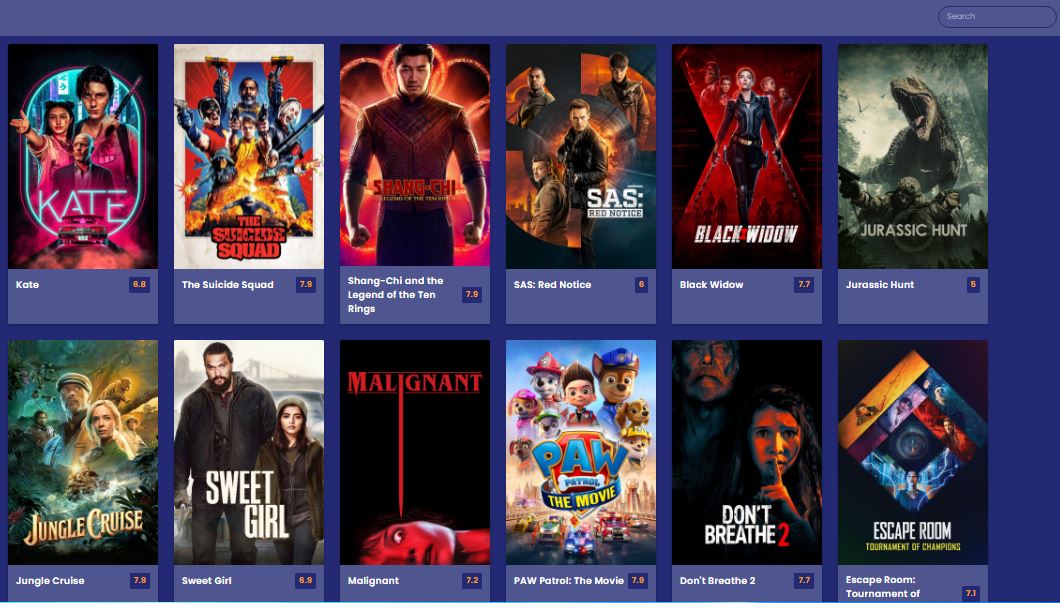 Search
KATE
THE
SUICIDE
SQUAD
SHANG-CHI
LEGEND OF THE TEN RINGS
SAS:
RED NOTICE
BLACK WIDOW
JURASSIC HUNT
Kate 6.8
The Suicide Squad 7.9
Shang-Chi and the
Legend of the Ten
Rings
7.9
SAS: Red Notice 6
Black Widow 7.7
Jurassic Hunt 5
JUNGLE CRUISE
SWEET
GIRL
MALIGNANT
PAW
PATROL
THE MOVIE
DON'T
BREATHE 2
ESCAPE ROOM
TOURNAMENT OF CHAMPIONS
Jungle Cruise 7.9
Sweet Girl 6.9
Malignant 7.2
PAW Patrol: The Movie 7.9
Don't Breathe 2 7.7
Escape Room:
Tournament of
7.1